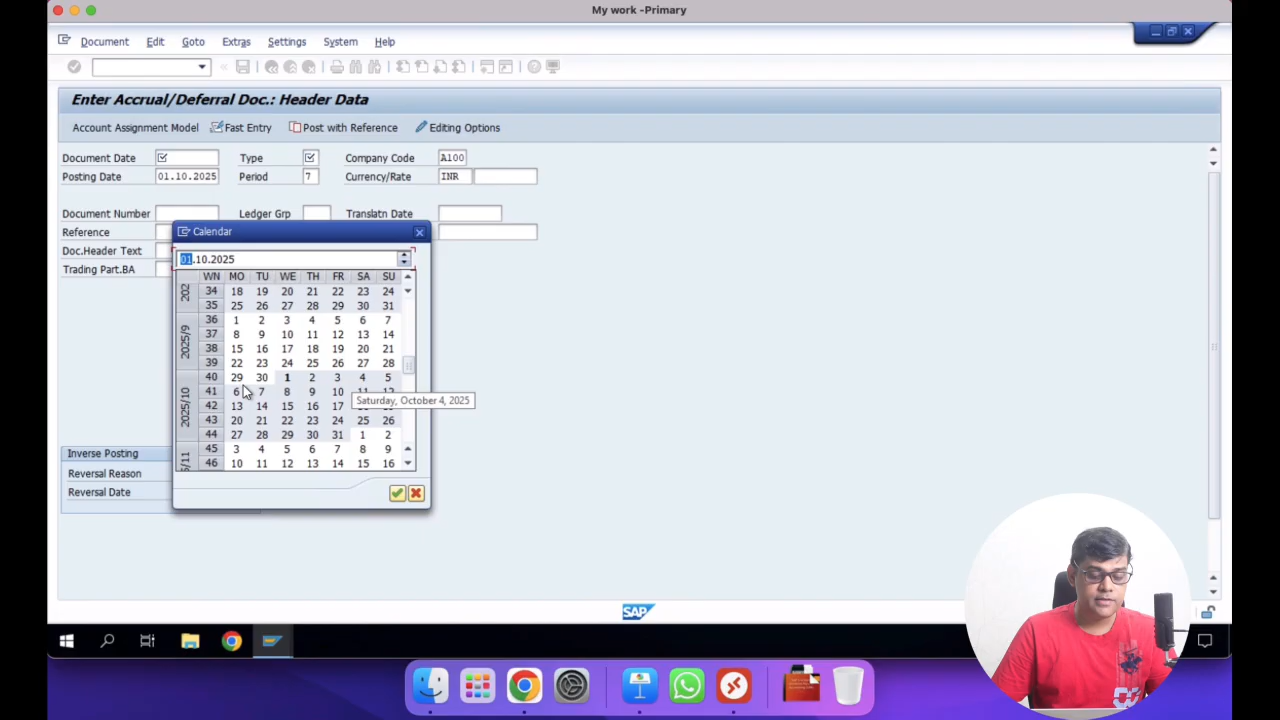 My work -Primary
Document Edit Goto Extras Settings System Help
Enter Accrual/Deferral Doc.: Header Data
Account Assignment Model Fast Entry Post with Reference Editing Options
Document Date Type Company Code A100
Posting Date 01.10.2025 Period 7 Currency/Rate INR
Document Number Ledger Grp Translatn Date
Reference
Doc.Header Text
Trading Part.BA
Calendar
01.10.2025
WN MO TU WE TH FR SA SU
202 34 18 19 20 21 22 23 24
35 25 26 27 28 29 30 31
2025/9 36 1 2 3 4 5 6 7
37 8 9 10 11 12 13 14
38 15 16 17 18 19 20 21
39 22 23 24 25 26 27 28
2025/10 40 29 30 1 2 3 4 5
41 6 7 8 9 10
Saturday, October 4, 2025
42 13 14 15 16 17
43 20 21 22 23 24 25 26
44 27 28 29 30 31 1 2
5/11 45 3 4 5 6 7 8 9
46 10 11 12 13 14 15 16
Inverse Posting
Reversal Reason
Reversal Date
SAP